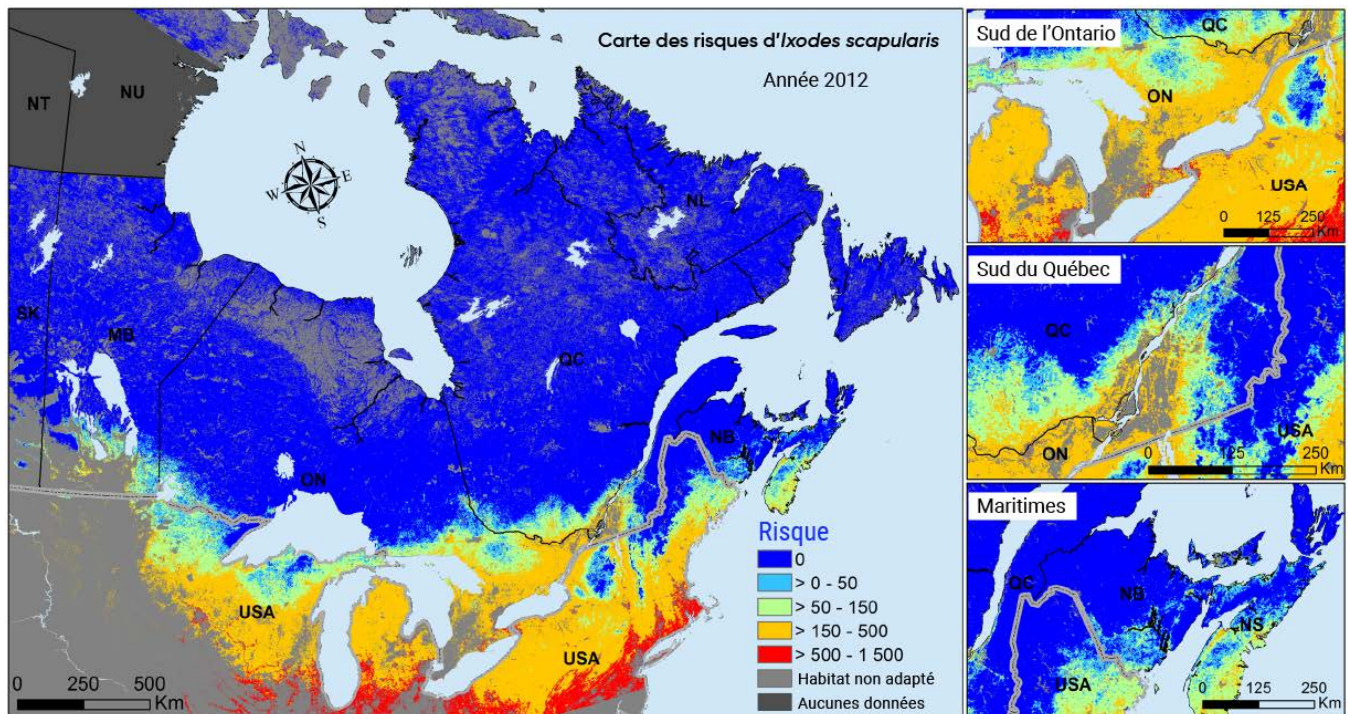 Carte des risques d'Ixodes scapularis
Année 2012
NT
NU
N
W
E
S
SK
MB
ON
QC
NL
NB
USA
USA
0 250 500
Km
Risque
0
> 0 - 50
> 50 - 150
> 150 - 500
> 500 - 1 500
Habitat non adapté
Aucunes données
Sud de l'Ontario
QC
ON
USA
0 125 250
Km
Sud du Québec
QC
ON
USA
0 125 250
Km
Maritimes
QC
NB
NS
USA
0 125 250
Km